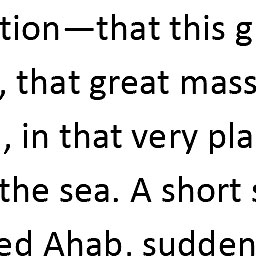 tion—that this g
, that great mass
, in that very pla
the sea. A short s
ed Ahab, sudden